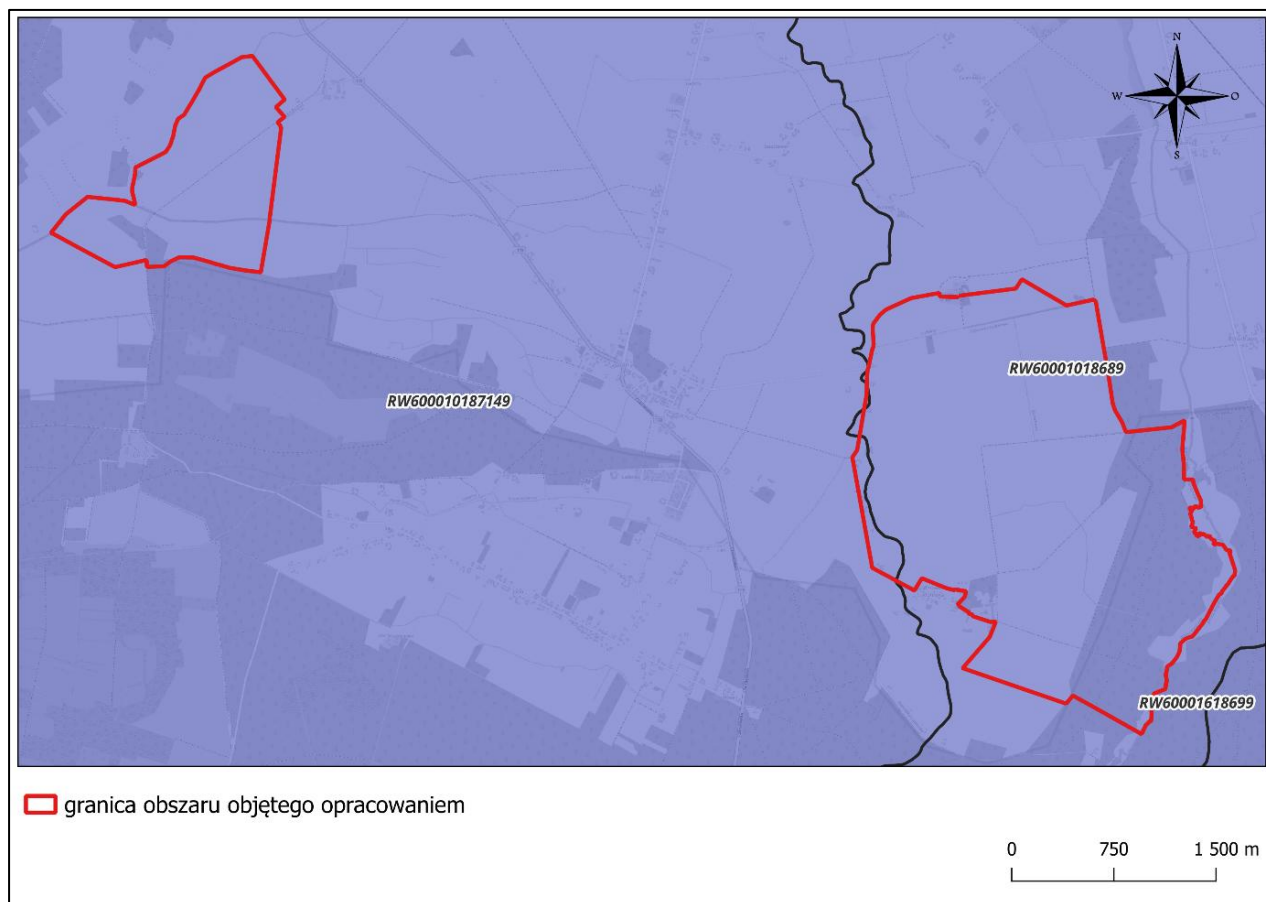 N
W O
S
RW60001018689
RW600010187149
RW60001618699
granica obszaru objętego opracowaniem
0 750 1 500 m